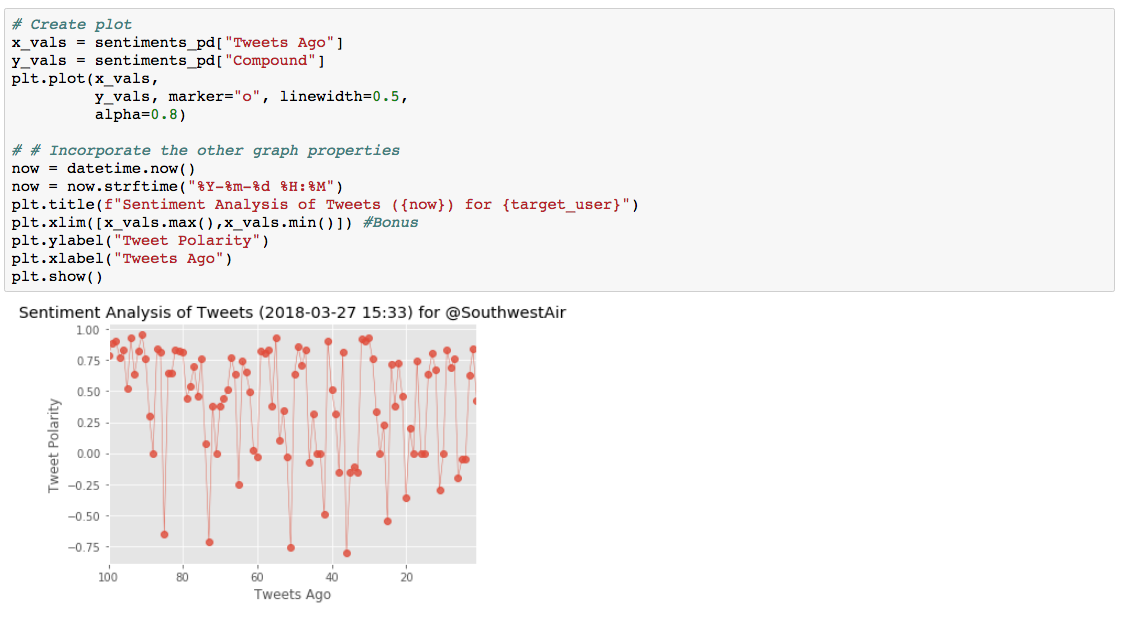 # Create plot
x_vals = sentiments_pd["Tweets Ago"]
y_vals = sentiments_pd["Compound"]
plt.plot(x_vals,
         y_vals, marker="o", linewidth=0.5,
         alpha=0.8)
# # Incorporate the other graph properties
now = datetime.now()
now = now.strftime("%Y-%m-%d %H:%M")
plt.title(f"Sentiment Analysis of Tweets ({now}) for {target_user}")
plt.xlim([x_vals.max(),x_vals.min()]) #Bonus
plt.ylabel("Tweet Polarity")
plt.xlabel("Tweets Ago")
plt.show()
Sentiment Analysis of Tweets (2018-03-27 15:33) for @SouthwestAir
Tweet Polarity
1.00
0.75
0.50
0.25
0.00
−0.25
−0.50
−0.75
100 80 60 40 20
Tweets Ago